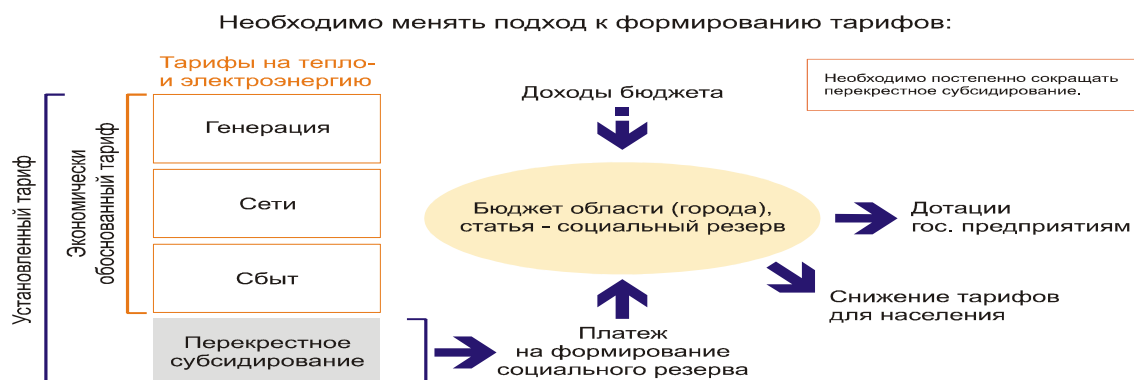 Необходимо менять подход к формированию тарифов:
Тарифы на тепло-
и электроэнергию
Необходимо постепенно сокращать
перекрестное субсидирование.
Установленный тариф
Экономически
обоснованный тариф
Генерация
Сети
Сбыт
Перекрестное
субсидирование
Доходы бюджета
Бюджет области (города),
статья - социальный резерв
Дотации
гос. предприятиям
Снижение тарифов
для населения
Платеж
на формирование
социального резерва